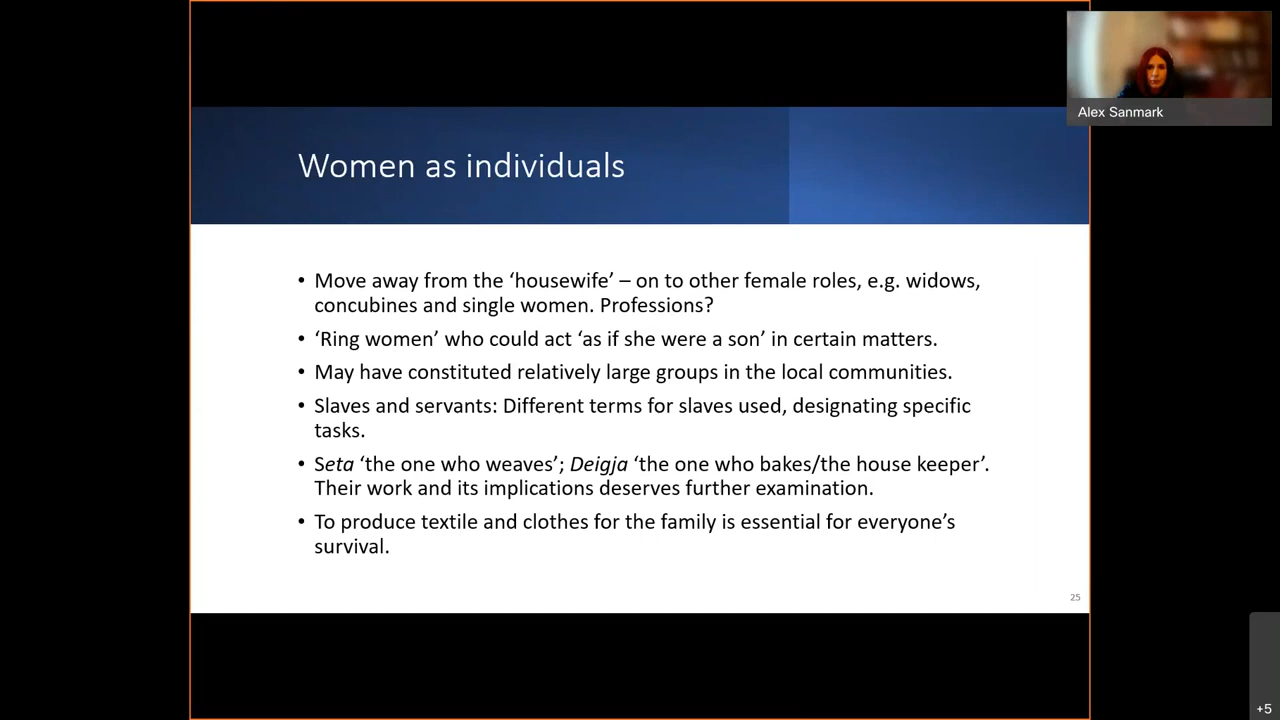 Alex Sanmark
Women as individuals
• Move away from the ‘housewife’ – on to other female roles, e.g. widows,
concubines and single women. Professions?
• ‘Ring women’ who could act ‘as if she were a son’ in certain matters.
• May have constituted relatively large groups in the local communities.
• Slaves and servants: Different terms for slaves used, designating specific
tasks.
• Seta ‘the one who weaves’; Deigja ‘the one who bakes/the house keeper’.
Their work and its implications deserves further examination.
• To produce textile and clothes for the family is essential for everyone’s
survival.
25
+5